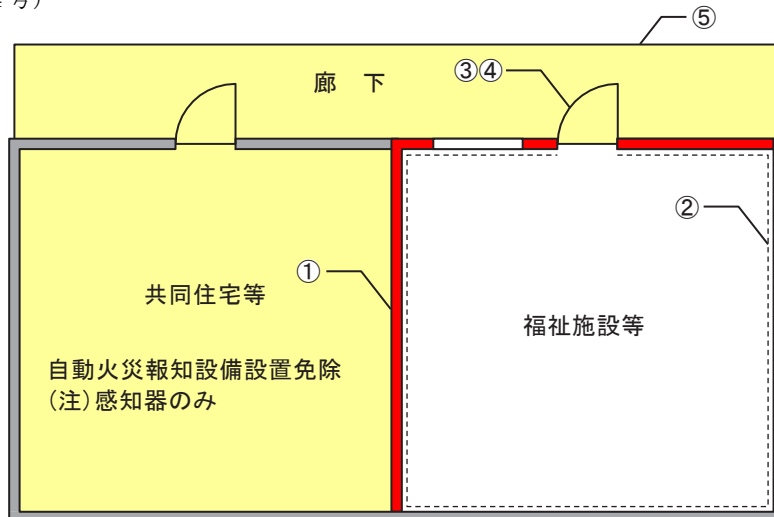 号)
⑤
廊 下
③④
②
①
共同住宅等
福祉施設等
自動火災報知設備設置免除
(注)感知器のみ